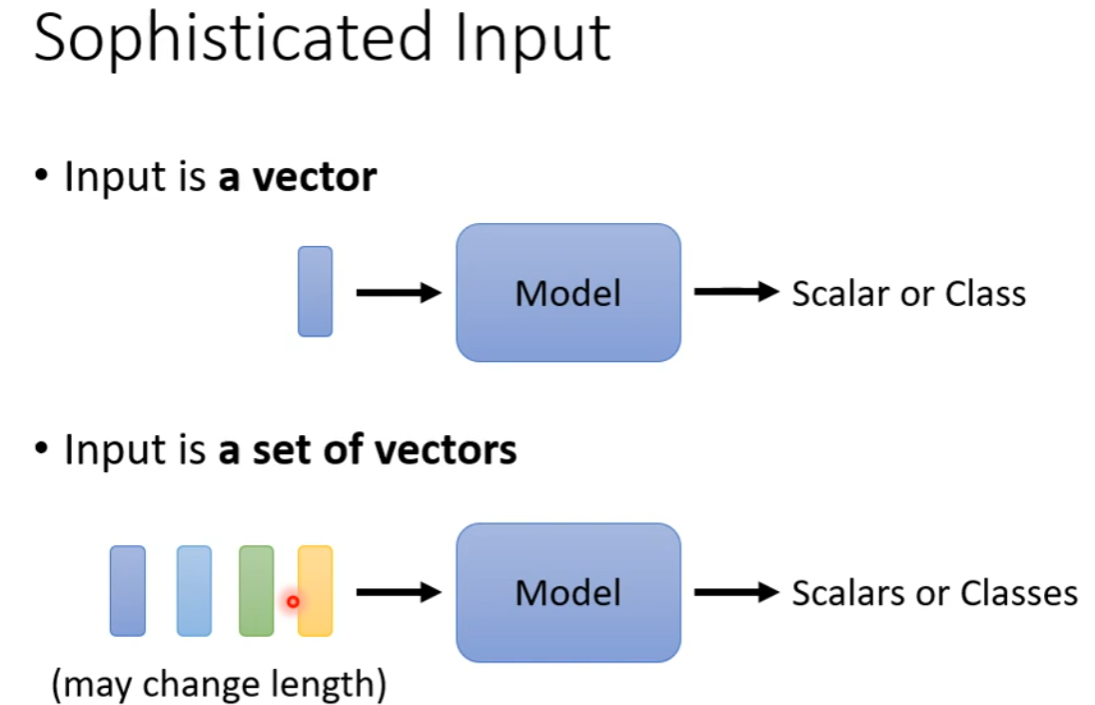 Sophisticated Input
• Input is a vector
Model
Scalar or Class
• Input is a set of vectors
Model
Scalars or Classes
(may change length)